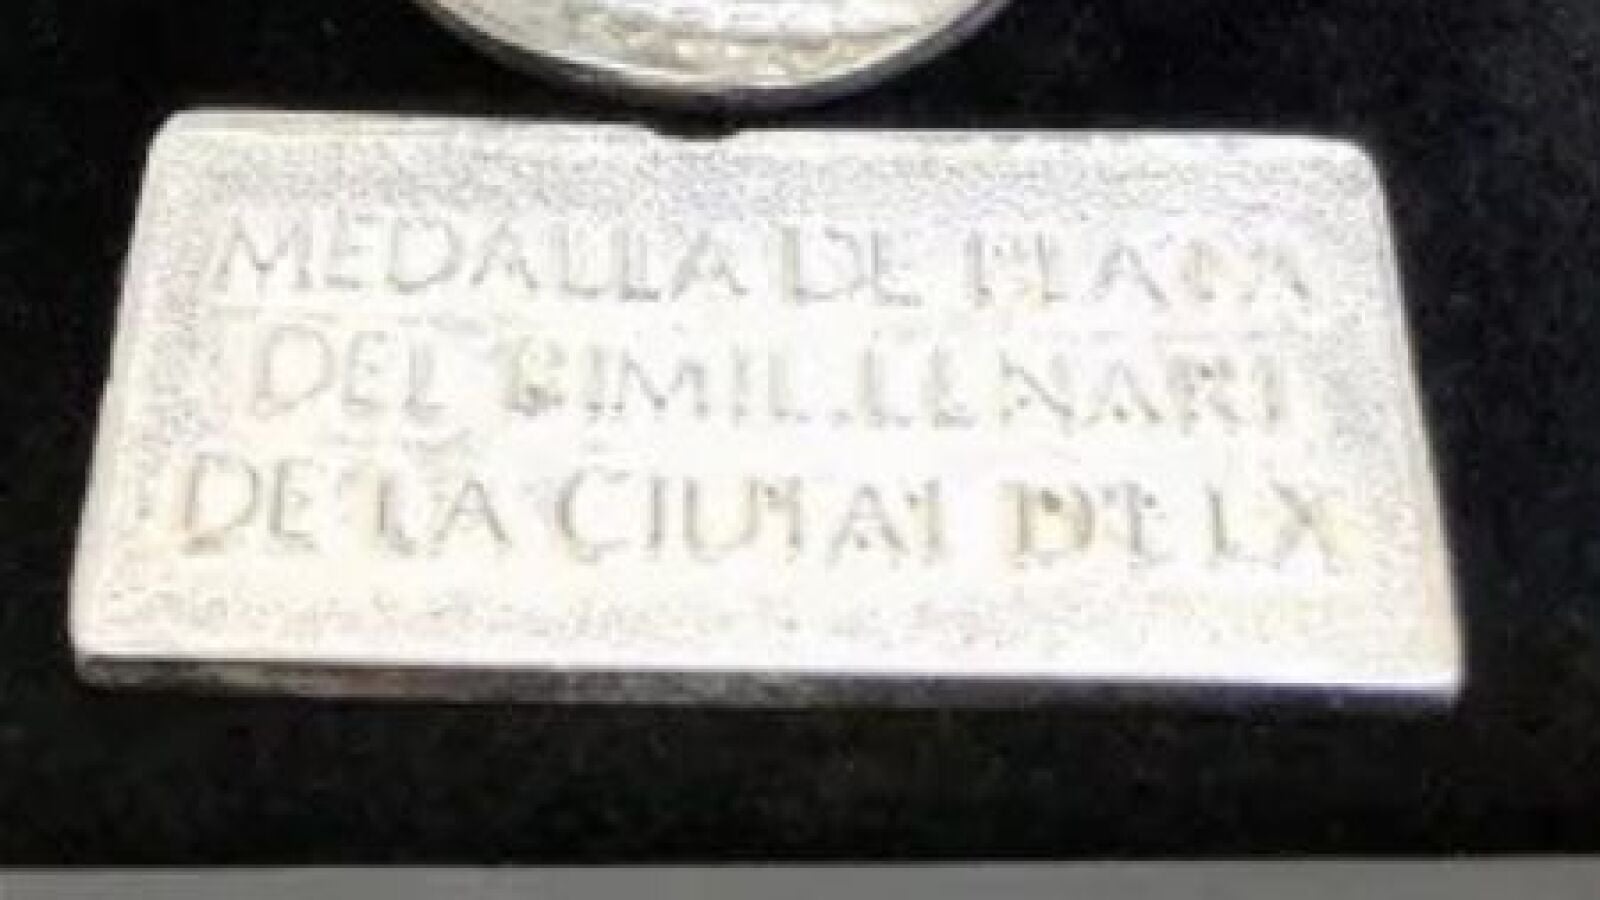 MEDALLA DE PLATA
DEL BIMIL.LENARI
DE LA CIUTAT D'ELX